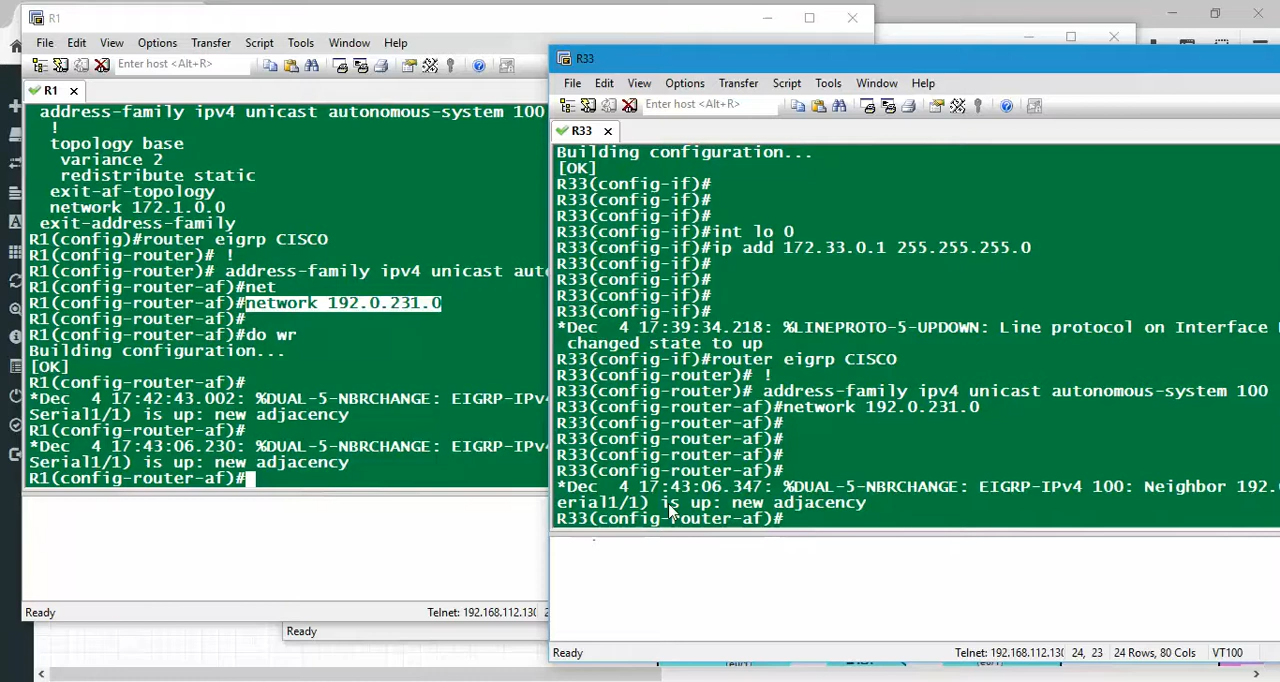 R1
File Edit View Options Transfer Script Tools Window Help
Enter host <Alt+R>
R1
address-family ipv4 unicast autonomous-system 100
!
topology base
variance 2
redistribute static
exit-af-topology
network 172.1.0.0
exit-address-family
R1(config)#router eigrp CISCO
R1(config-router)# !
R1(config-router)# address-family ipv4 unicast aut
R1(config-router-af)#net
R1(config-router-af)#network 192.0.231.0
R1(config-router-af)#
R1(config-router-af)#do wr
Building configuration...
[OK]
R1(config-router-af)#
*Dec  4 17:42:43.002: %DUAL-5-NBRCHANGE: EIGRP-IPv
Serial1/1) is up: new adjacency
R1(config-router-af)#
*Dec  4 17:43:06.230: %DUAL-5-NBRCHANGE: EIGRP-IPv
Serial1/1) is up: new adjacency
R1(config-router-af)#
Ready Telnet: 192.168.112.130
Ready
R33
File Edit View Options Transfer Script Tools Window Help
Enter host <Alt+R>
R33
Building configuration...
[OK]
R33(config-if)#
R33(config-if)#
R33(config-if)#
R33(config-if)#int lo 0
R33(config-if)#ip add 172.33.0.1 255.255.255.0
R33(config-if)#
R33(config-if)#
R33(config-if)#
R33(config-if)#
*Dec  4 17:39:34.218: %LINEPROTO-5-UPDOWN: Line protocol on Interface
changed state to up
R33(config-if)#router eigrp CISCO
R33(config-router)# !
R33(config-router)# address-family ipv4 unicast autonomous-system 100
R33(config-router-af)#network 192.0.231.0
R33(config-router-af)#
R33(config-router-af)#
R33(config-router-af)#
R33(config-router-af)#
*Dec  4 17:43:06.347: %DUAL-5-NBRCHANGE: EIGRP-IPv4 100: Neighbor 192.
erial1/1) is up: new adjacency
R33(config-router-af)#
Ready Telnet: 192.168.112.130 24, 23 24 Rows, 80 Cols VT100